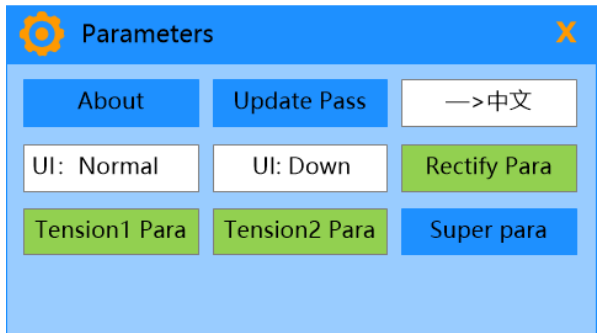 Parameters X
About Update Pass —>中文
UI：Normal UI: Down Rectify Para
Tension1 Para Tension2 Para Super para